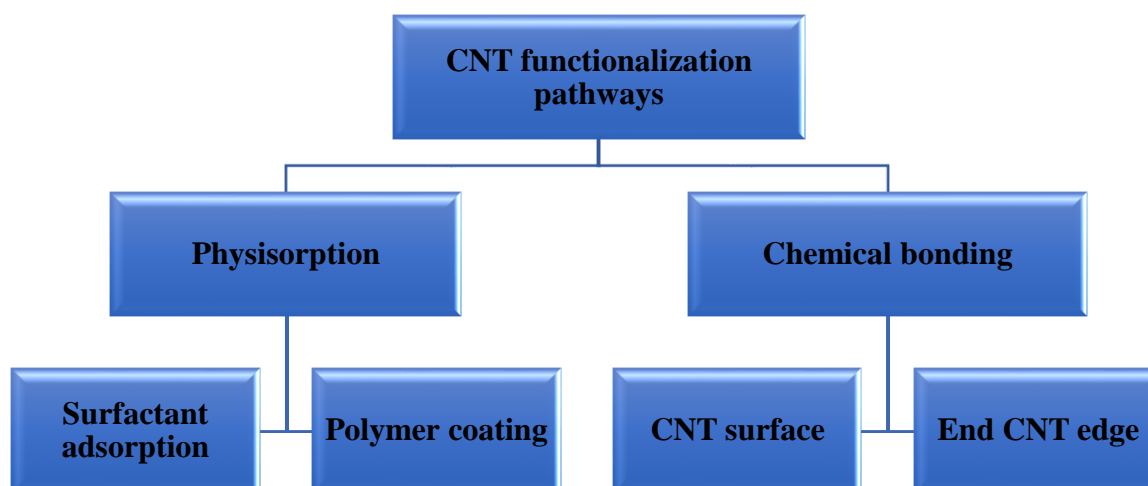 CNT functionalization
pathways
Physisorption
Chemical bonding
Surfactant
adsorption
Polymer coating
CNT surface
End CNT edge